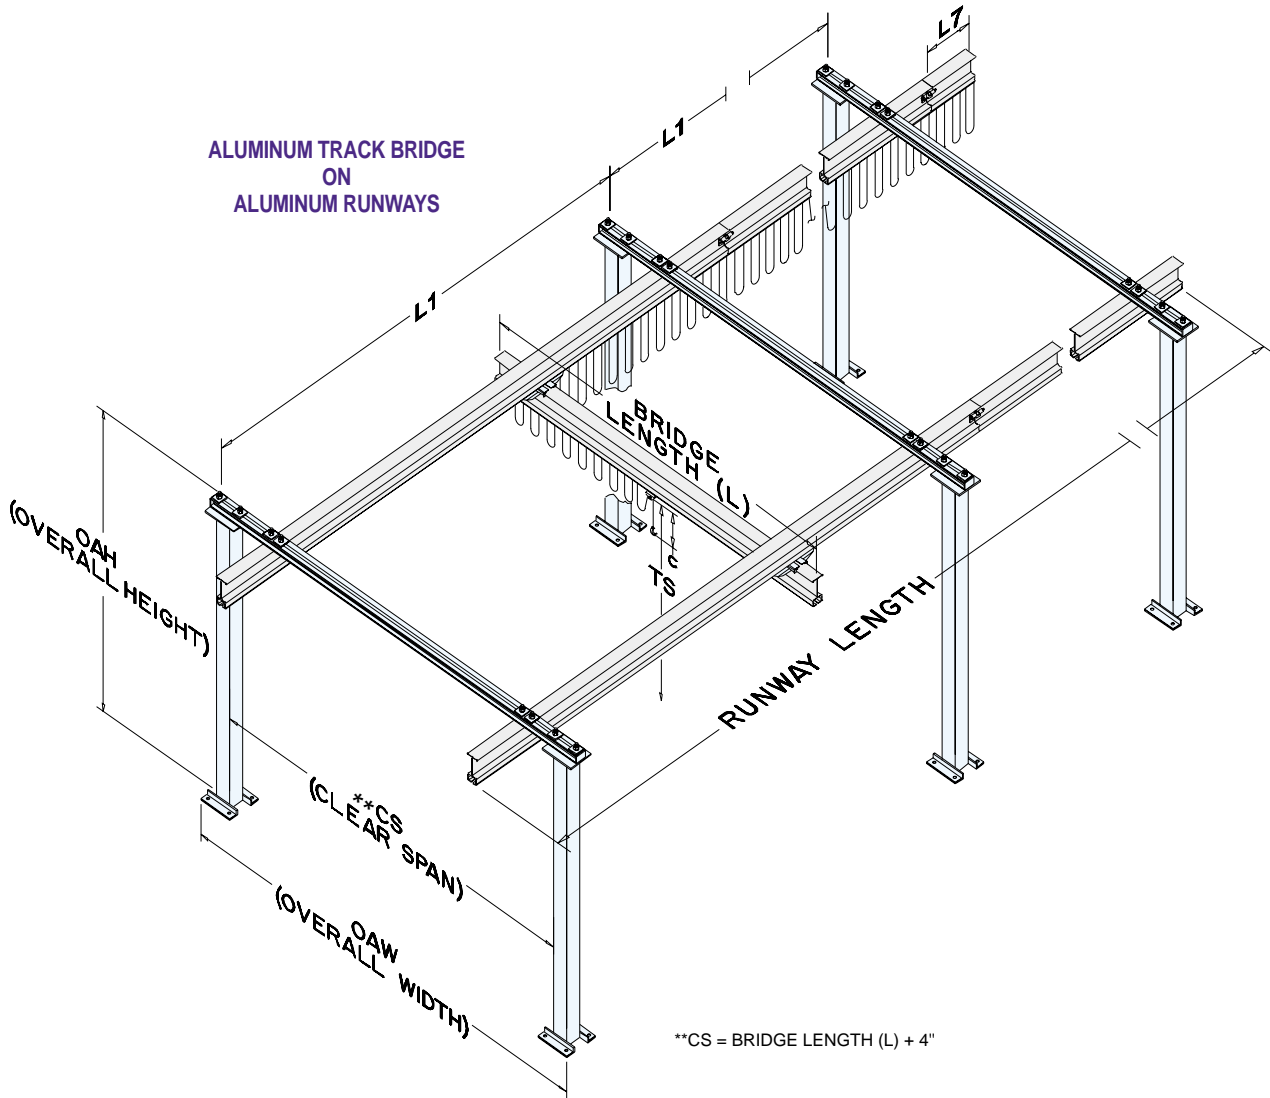 L7
L1
ALUMINUM TRACK BRIDGE
ON
ALUMINUM RUNWAYS
L1
BRIDGE
LENGTH (L)
OAH
(OVERALL HEIGHT)
C
TS
RUNWAY LENGTH
**CS
(CLEAR SPAN)
OAW
(OVERALL WIDTH)
**CS = BRIDGE LENGTH (L) + 4"